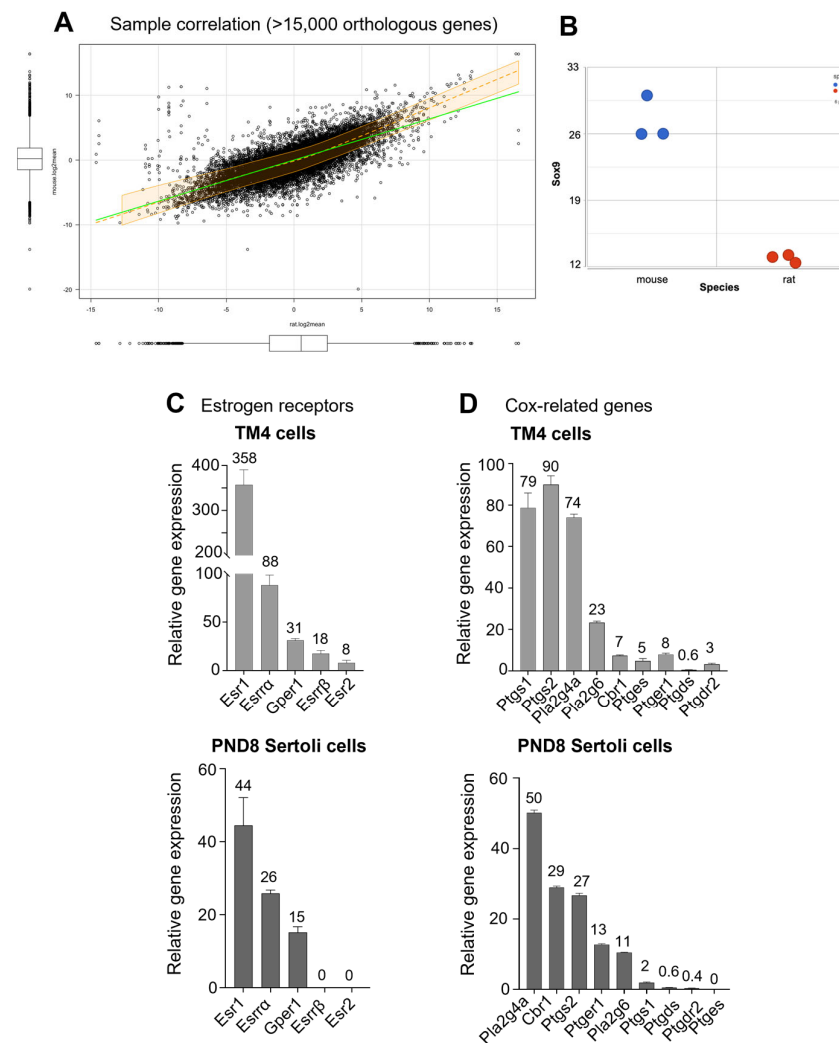 A Sample correlation (>15,000 orthologous genes)
10
0
-10
-20
mouse.log2mean
-15
-10
-5
0
5
10
15
rat.log2mean
B
33
26
19
12
Sox9
mouse
Species
rat
sp
C Estrogen receptors
TM4 cells
Relative gene expression
400
300
200
100
50
0
358
88
31
18
8
Esr1
Esrrα
Gper1
Esrrβ
Esr2
PND8 Sertoli cells
Relative gene expression
60
40
20
0
44
26
15
0
0
Esr1
Esrrα
Gper1
Esrrβ
Esr2
D Cox-related genes
TM4 cells
Relative gene expression
100
80
60
40
20
0
79
90
74
23
7
5
8
0.6
3
Ptgs1
Ptgs2
Pla2g4a
Pla2g6
Cbr1
Ptges
Ptger1
Ptgds
Ptgdr2
PND8 Sertoli cells
Relative gene expression
60
40
20
0
50
29
27
13
11
2
0.6
0.4
0
Pla2g4a
Cbr1
Ptgs2
Ptger1
Pla2g6
Ptgs1
Ptgds
Ptgdr2
Ptges